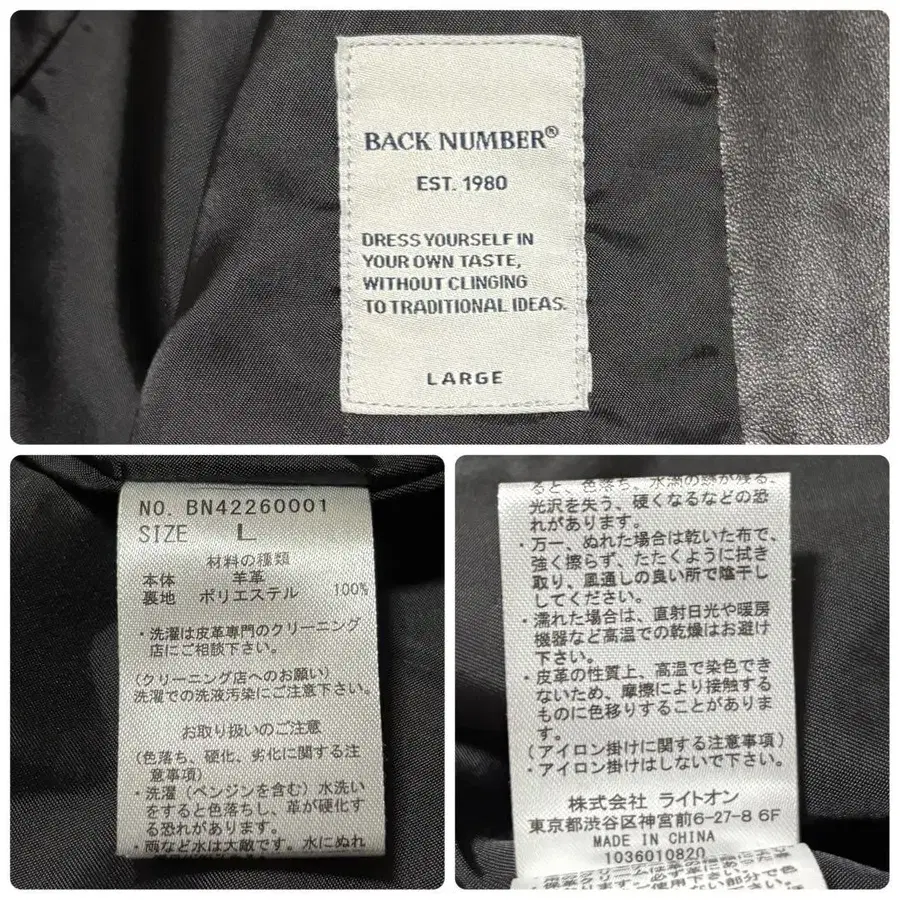 BACK NUMBER®
EST. 1980
DRESS YOURSELF IN
YOUR OWN TASTE,
WITHOUT CLINGING
TO TRADITIONAL IDEAS.
LARGE
NO. BN42260001
SIZE L
材料の種類
本体 羊革
裏地 ポリエステル 100%
・洗濯は皮革専門のクリーニング
店にご相談下さい。
(クリーニング店へのお願い)
洗濯での洗液汚染にご注意下さい。
お取り扱いのご注意
(色落ち、硬化、劣化に関する注
意事項)
・洗濯(ベンジンを含む)水洗い
をすると色落ちし、革が硬化す
る恐れがあります。
・雨など水は大敵です。水にぬれ
ると 色落ち、水滴の跡が残る、
光沢を失う、硬くなるなどの恐
れがあります。
・万一、ぬれた場合は乾いた布で、
強く擦らず、たたくように拭き
取り、風通しの良い所で陰干し
してください。
・濡れた場合は、直射日光や暖房
機器など高温での乾燥はお避け
下さい。
・皮革の性質上、高温で染色でき
ないため、摩擦により接触する
ものに色移りすることがありま
す。
(アイロン掛けに関する注意事項)
・アイロン掛けはしないで下さい。
株式会社 ライトオン
東京都渋谷区神宮前6-27-8 6F
MADE IN CHINA
1036010820